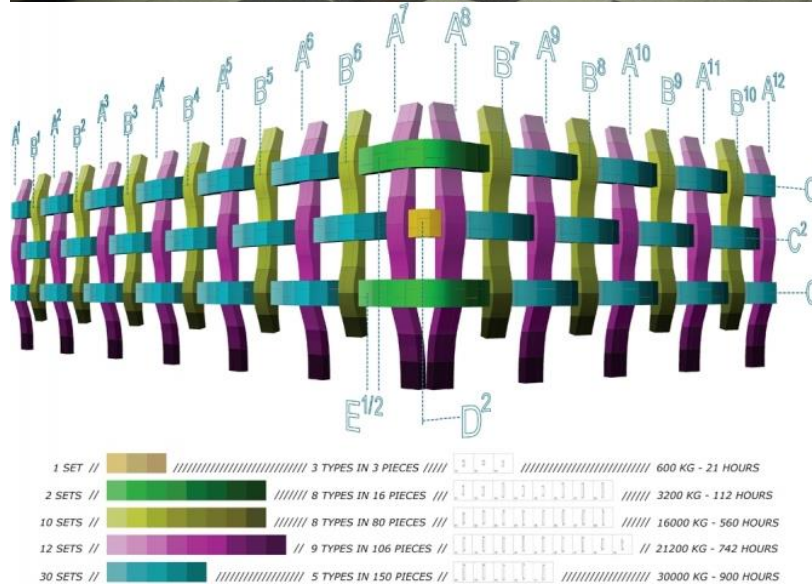 A7
A8
A6
B7
A9
B6
B8
A5
A10
B5
B9
A4
A11
B4
B10
A3
A12
B3
A2
B2
A1
B1
C
C2
C
E1/2
D2
1 SET // ////////////////////////////// 3 TYPES IN 3 PIECES ///// ////////////////////////////// 600 KG - 21 HOURS
2 SETS // /////// 8 TYPES IN 16 PIECES /// ////// 3200 KG - 112 HOURS
10 SETS // /////// 8 TYPES IN 80 PIECES /// ////// 16000 KG - 560 HOURS
12 SETS // // 9 TYPES IN 106 PIECES // // 21200 KG - 742 HOURS
30 SETS // ////////////////////// 5 TYPES IN 150 PIECES // ////////////////////// 30000 KG - 900 HOURS